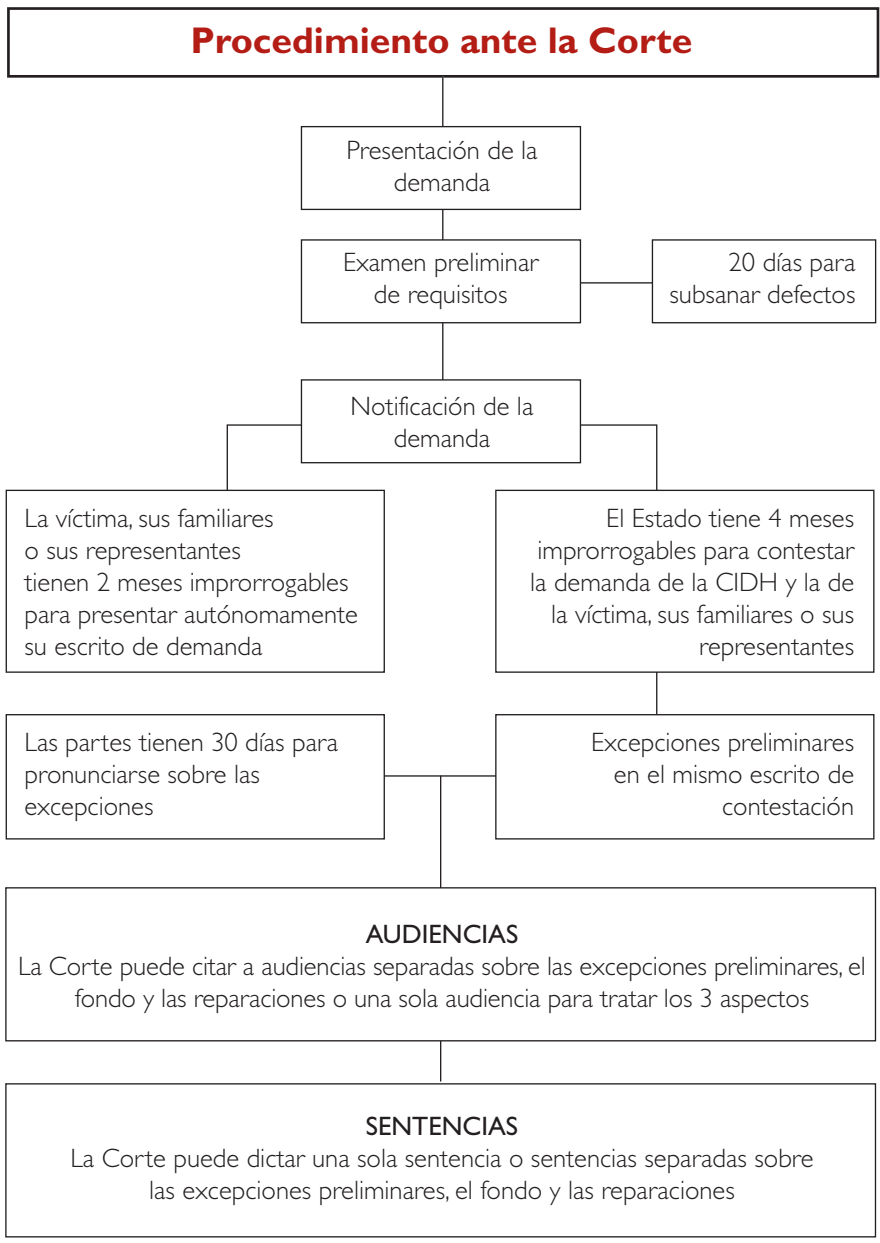 Procedimiento ante la Corte
Presentación de la
demanda
Examen preliminar
de requisitos
20 días para
subsanar defectos
Notificación de la
demanda
La víctima, sus familiares
o sus representantes
tienen 2 meses improrrogables
para presentar autónomamente
su escrito de demanda
El Estado tiene 4 meses
improrrogables para contestar
la demanda de la CIDH y la de
la víctima, sus familiares o sus
representantes
Las partes tienen 30 días para
pronunciarse sobre las
excepciones
Excepciones preliminares
en el mismo escrito de
contestación
AUDIENCIAS
La Corte puede citar a audiencias separadas sobre las excepciones preliminares, el
fondo y las reparaciones o una sola audiencia para tratar los 3 aspectos
SENTENCIAS
La Corte puede dictar una sola sentencia o sentencias separadas sobre
las excepciones preliminares, el fondo y las reparaciones